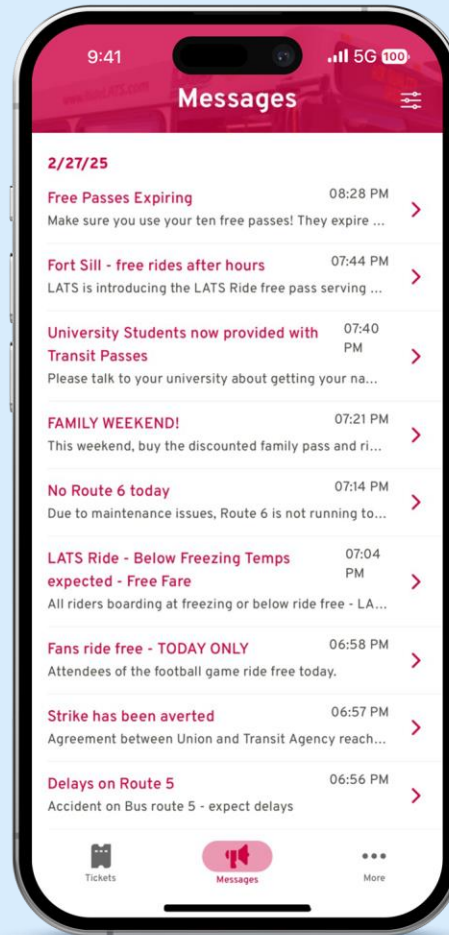 9:41
5G 100
www.RideLATS.com
Messages
2/27/25
Free Passes Expiring 08:28 PM
Make sure you use your ten free passes! They expire ...
Fort Sill - free rides after hours 07:44 PM
LATS is introducing the LATS Ride free pass serving ...
University Students now provided with 07:40
Transit Passes PM
Please talk to your university about getting your na...
FAMILY WEEKEND! 07:21 PM
This weekend, buy the discounted family pass and ri...
No Route 6 today 07:14 PM
Due to maintenance issues, Route 6 is not running to...
LATS Ride - Below Freezing Temps 07:04
expected - Free Fare PM
All riders boarding at freezing or below ride free - LA...
Fans ride free - TODAY ONLY 06:58 PM
Attendees of the football game ride free today.
Strike has been averted 06:57 PM
Agreement between Union and Transit Agency reach...
Delays on Route 5 06:56 PM
Accident on Bus route 5 - expect delays
Tickets Messages More